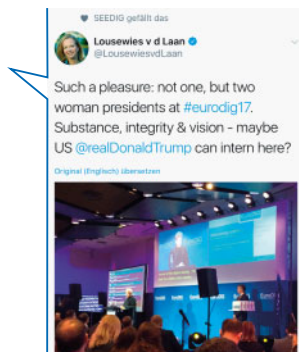 SEEDIG gefällt das
Lousewies v d Laan
@LousewiesvdLaan
Such a pleasure: not one, but two
woman presidents at #eurodig17.
Substance, integrity & vision - maybe
US @realDonaldTrump can intern here?
Original (Englisch) übersetzen